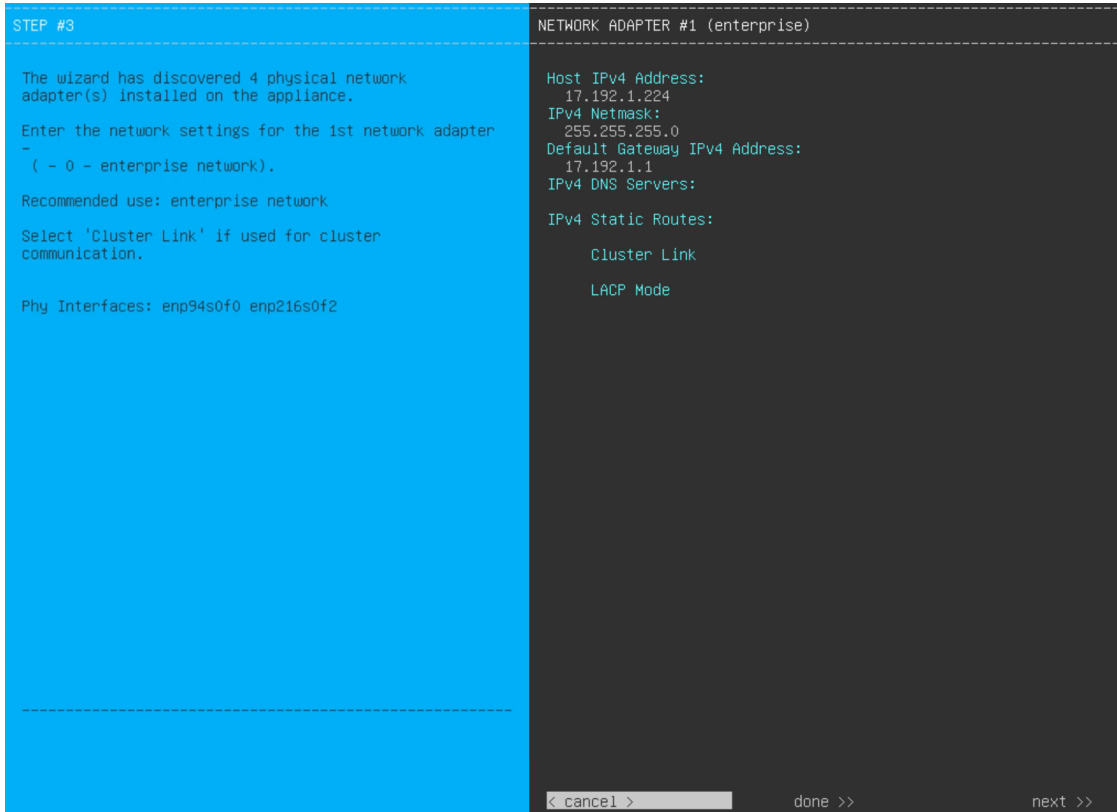 STEP #3
The wizard has discovered 4 physical network
adapter(s) installed on the appliance.
Enter the network settings for the 1st network adapter
-
( - 0 - enterprise network).
Recommended use: enterprise network
Select 'Cluster Link' if used for cluster
communication.
Phy Interfaces: enp94s0f0 enp216s0f2
NETWORK ADAPTER #1 (enterprise)
Host IPv4 Address:
17.192.1.224
IPv4 Netmask:
255.255.255.0
Default Gateway IPv4 Address:
17.192.1.1
IPv4 DNS Servers:
IPv4 Static Routes:
Cluster Link
LACP Mode
< cancel > done >> next >>